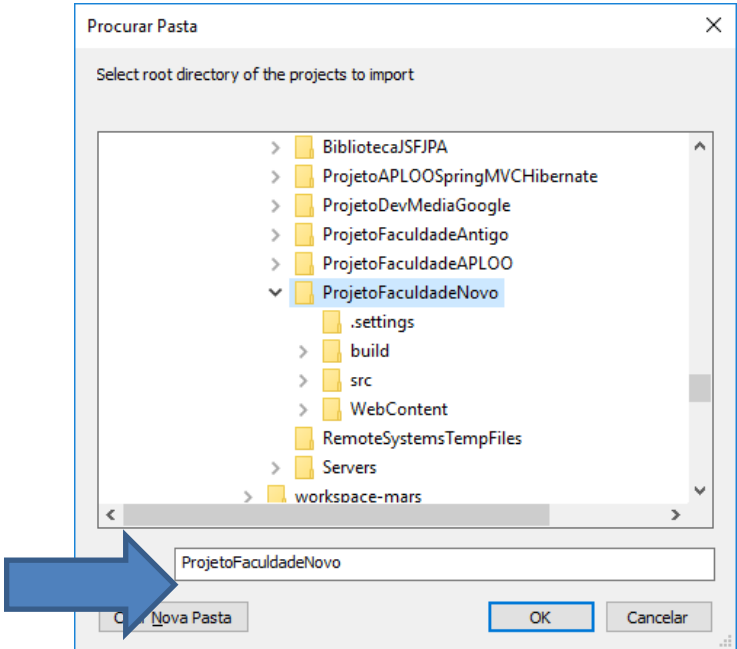 Procurar Pasta
Select root directory of the projects to import
BibliotecaJSFJPA
ProjetoAPLOOSpringMVCHibernate
ProjetoDevMediaGoogle
ProjetoFaculdadeAntigo
ProjetoFaculdadeAPLOO
ProjetoFaculdadeNovo
.settings
build
src
WebContent
RemoteSystemsTempFiles
Servers
workspace-mars
ProjetoFaculdadeNovo
Nova Pasta
OK
Cancelar